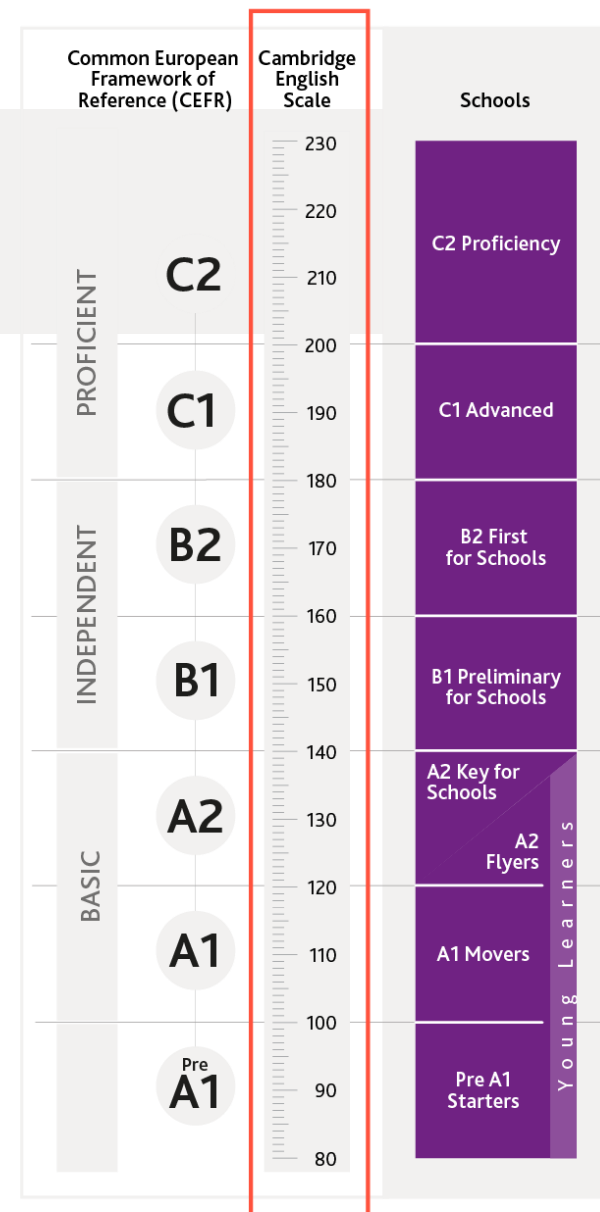 Common European
Framework of
Reference (CEFR)
Cambridge
English
Scale
Schools
PROFICIENT
INDEPENDENT
BASIC
C2
C1
B2
B1
A2
A1
Pre
A1
230
220
210
200
190
180
170
160
150
140
130
120
110
100
90
80
C2 Proficiency
C1 Advanced
B2 First
for Schools
B1 Preliminary
for Schools
A2 Key for
Schools
A2
Flyers
A1 Movers
Pre A1
Starters
Young Learners